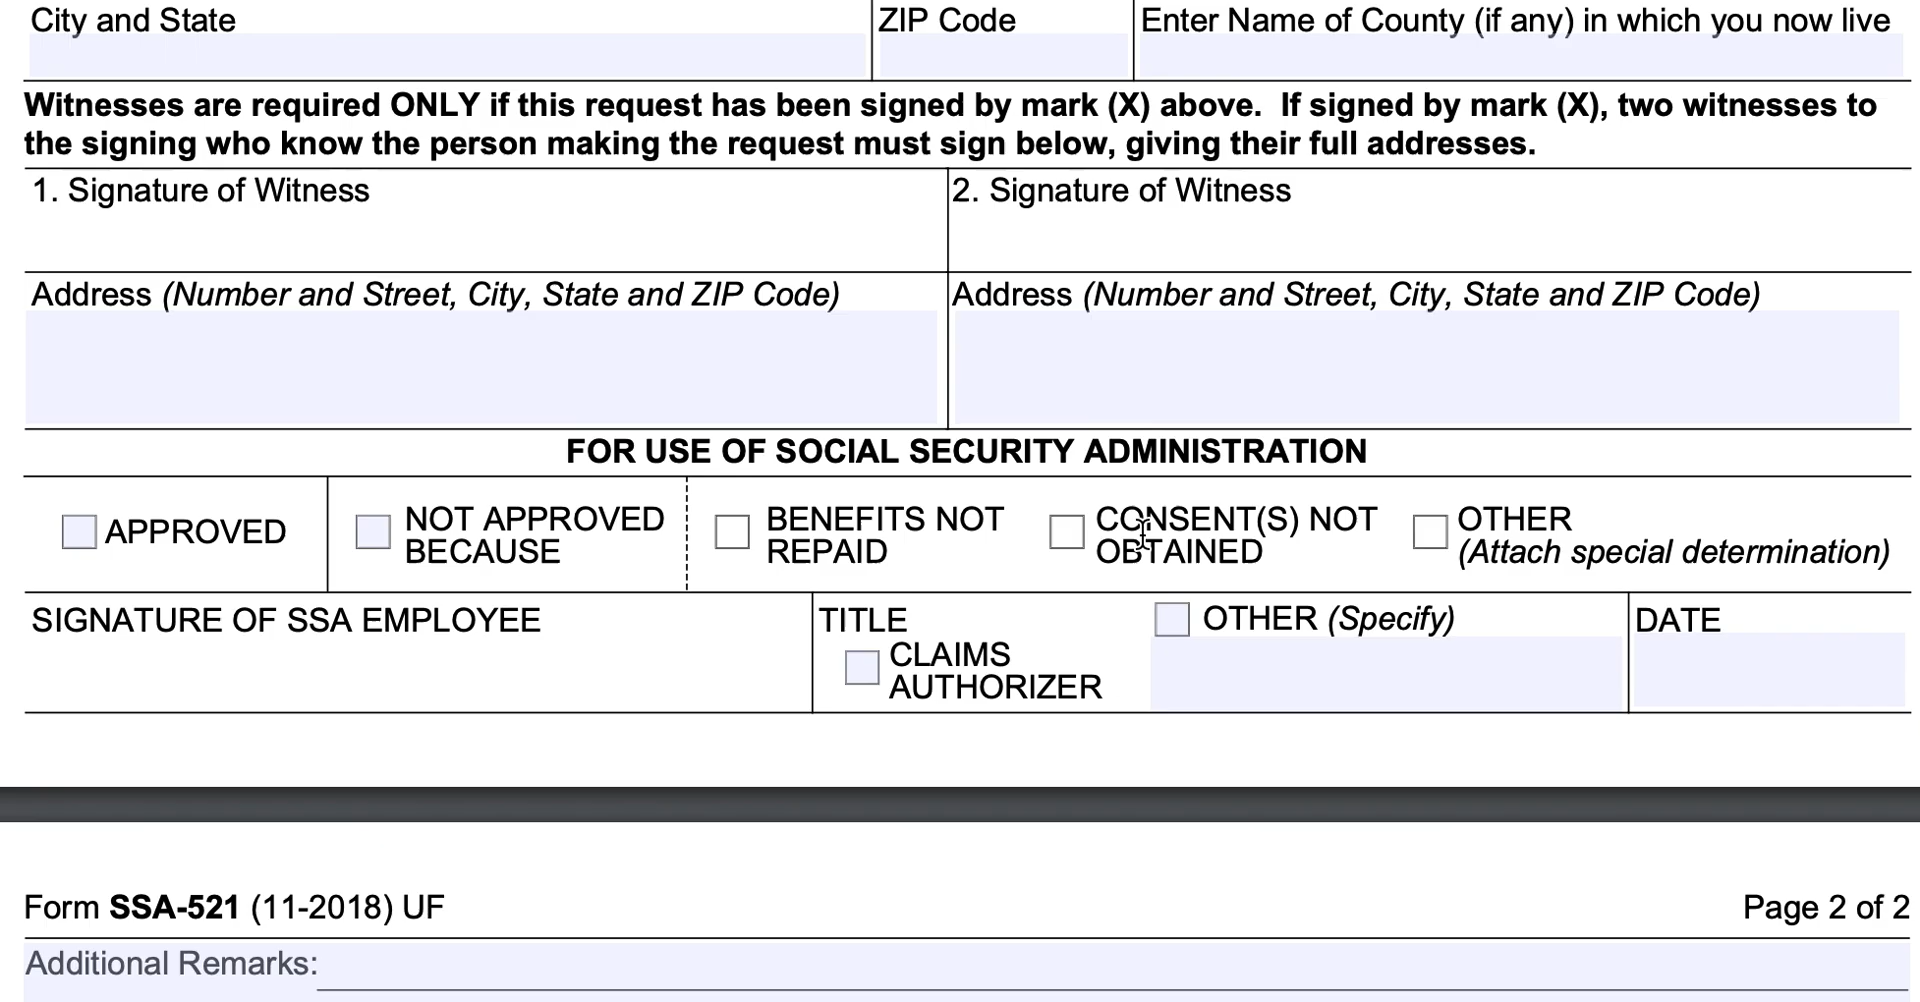 City and State ZIP Code Enter Name of County (if any) in which you now live
Witnesses are required ONLY if this request has been signed by mark (X) above. If signed by mark (X), two witnesses to
the signing who know the person making the request must sign below, giving their full addresses.
1. Signature of Witness 2. Signature of Witness
Address (Number and Street, City, State and ZIP Code) Address (Number and Street, City, State and ZIP Code)
FOR USE OF SOCIAL SECURITY ADMINISTRATION
APPROVED
NOT APPROVED
BECAUSE
BENEFITS NOT
REPAID
CONSENT(S) NOT
OBTAINED
OTHER
(Attach special determination)
SIGNATURE OF SSA EMPLOYEE
TITLE
CLAIMS
AUTHORIZER
OTHER (Specify)
DATE
Form SSA-521 (11-2018) UF Page 2 of 2
Additional Remarks: